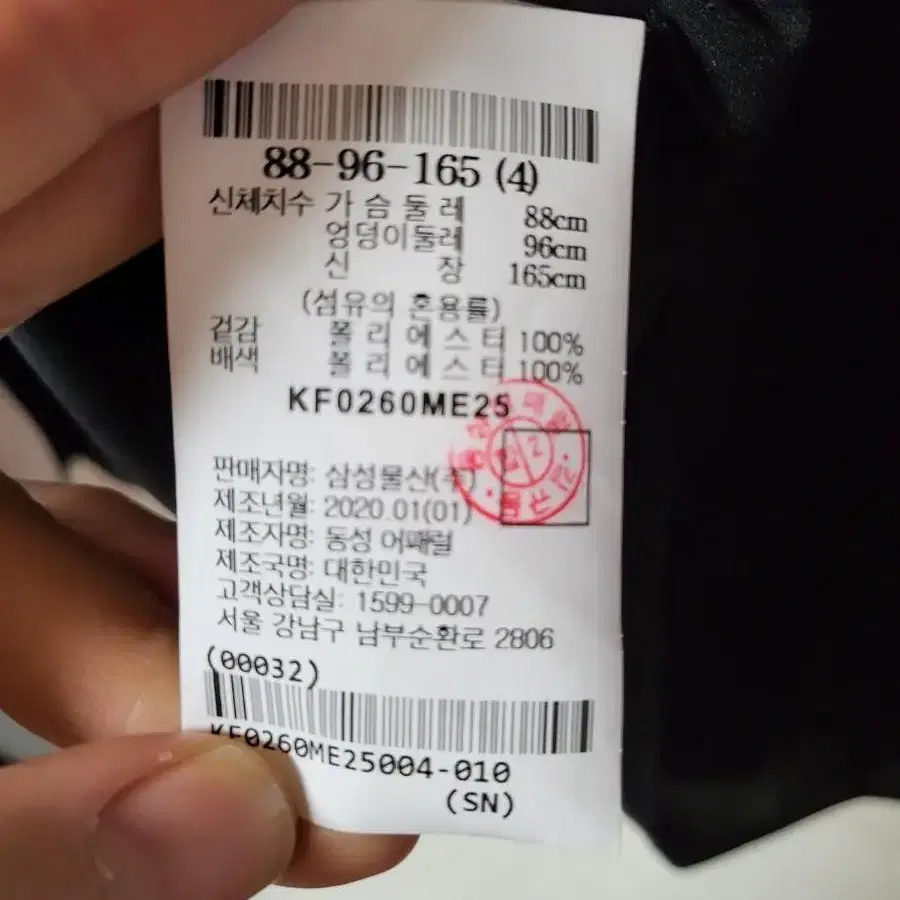 88-96-165 (4)
신체치수 가 슴 둘 레 88cm
엉덩이둘레 96cm
신 장 165cm
(섬유의 혼용률)
겉감 폴 리 에 스 터 100%
배색 폴 리 에 스 터 100%
KF0260ME25
판매자명: 삼성물산(주)
제조년월: 2020.01(01)
제조자명: 동성 어패럴
제조국명: 대한민국
고객상담실: 1599-0007
서울 강남구 남부순환로 2806
(00032)
KF0260ME25004-010
(SN)